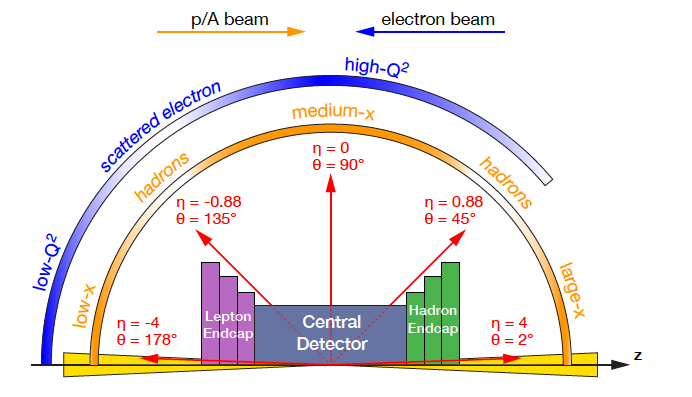 p/A beam
electron beam
high-Q²
scattered electron
medium-x
hadrons
hadrons
η = 0
θ = 90°
η = -0.88
θ = 135°
η = 0.88
θ = 45°
low-Q²
low-x
large-x
η = -4
θ = 178°
Lepton
Endcap
Central
Detector
Hadron
Endcap
η = 4
θ = 2°
z